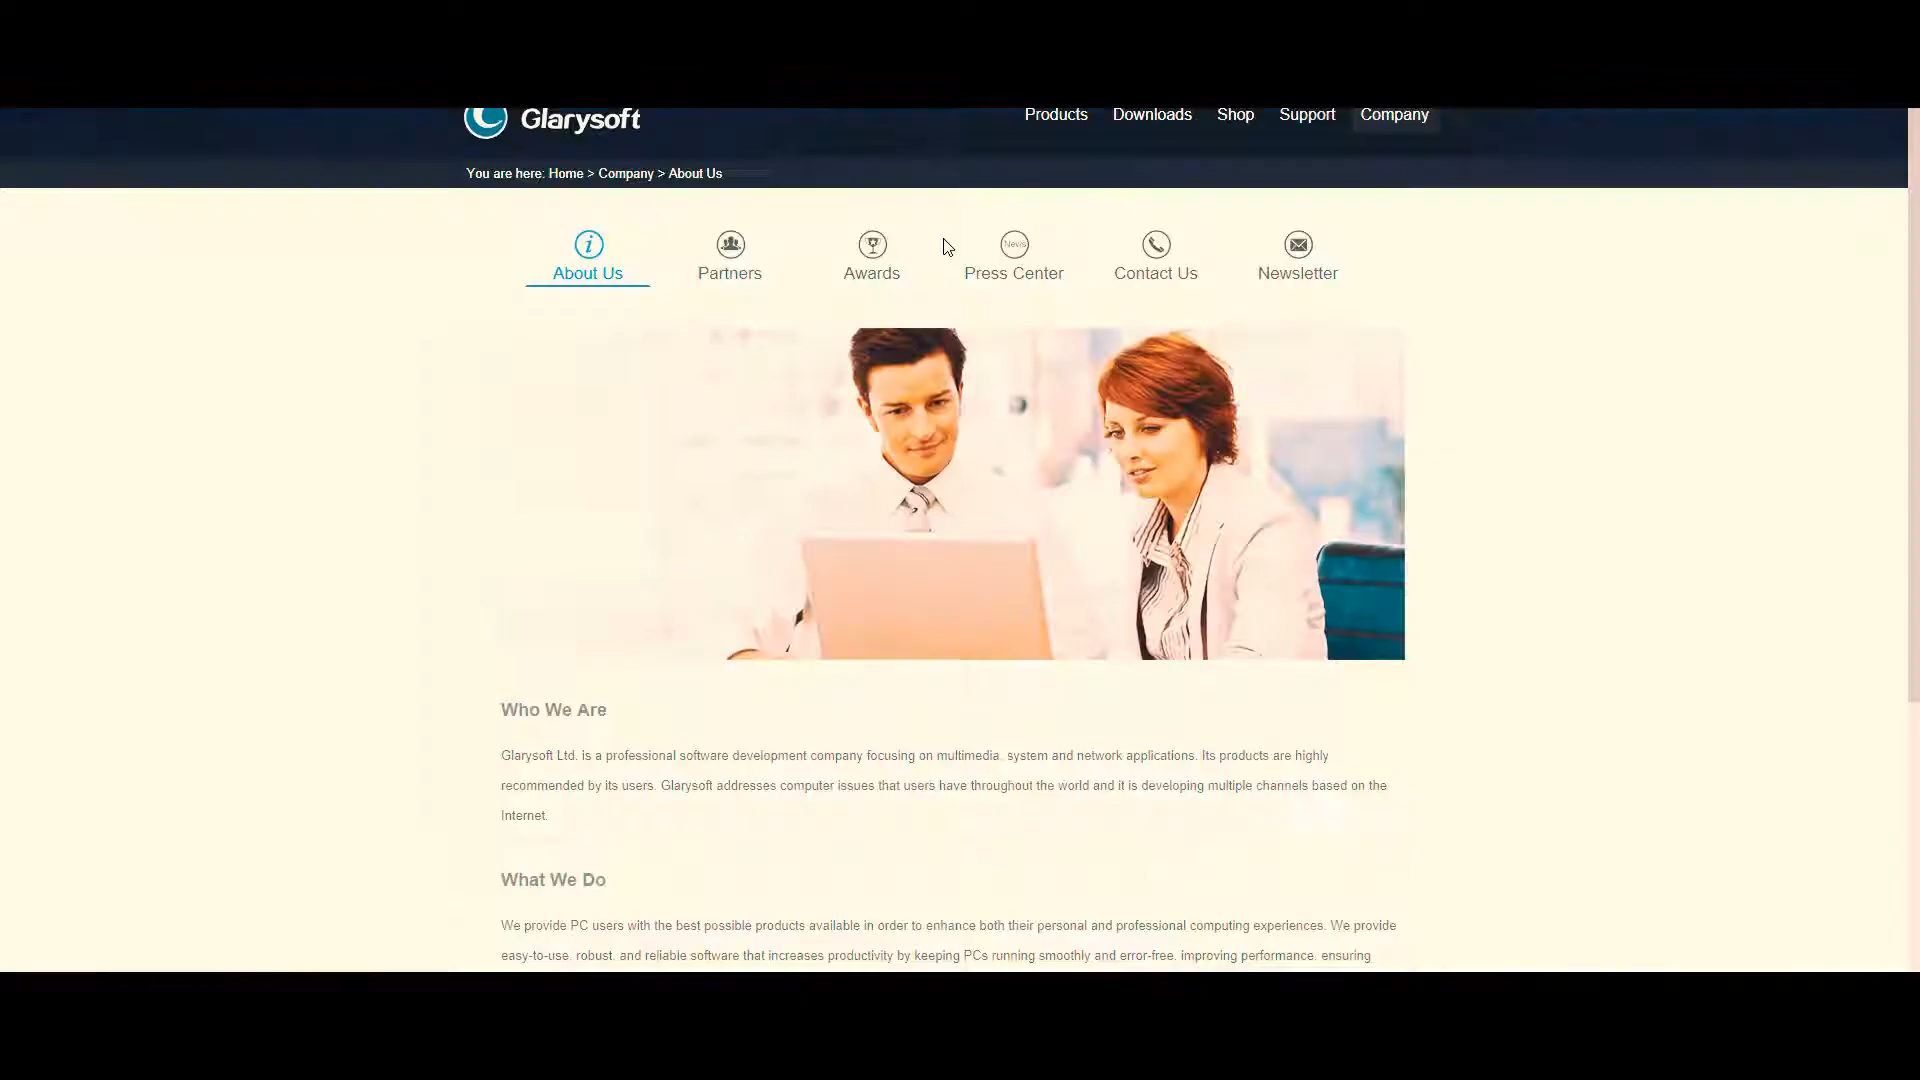 Glarysoft
Products Downloads Shop Support Company
You are here: Home > Company > About Us
News
About Us Partners Awards Press Center Contact Us Newsletter
Who We Are
Glarysoft Ltd. is a professional software development company focusing on multimedia, system and network applications. Its products are highly
recommended by its users. Glarysoft addresses computer issues that users have throughout the world and it is developing multiple channels based on the
Internet.
What We Do
We provide PC users with the best possible products available in order to enhance both their personal and professional computing experiences. We provide
easy-to-use, robust, and reliable software that increases productivity by keeping PCs running smoothly and error-free, improving performance, ensuring